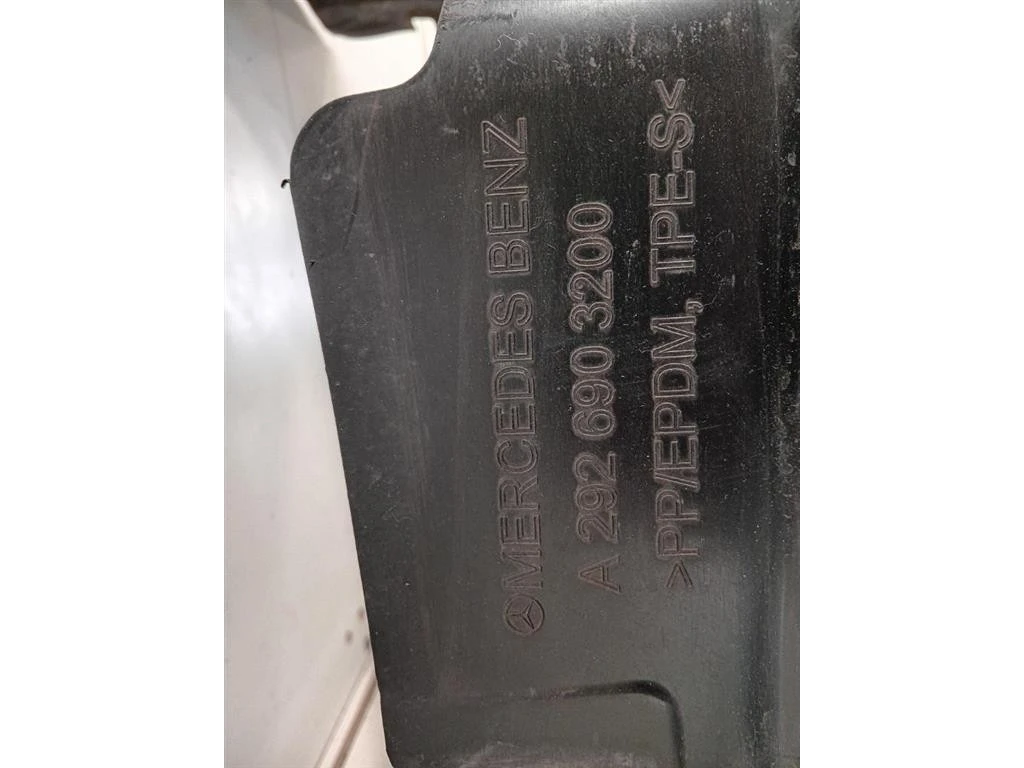 MERCEDES BENZ
A 292 690 3200
>PP/EPDM, TPE-S<